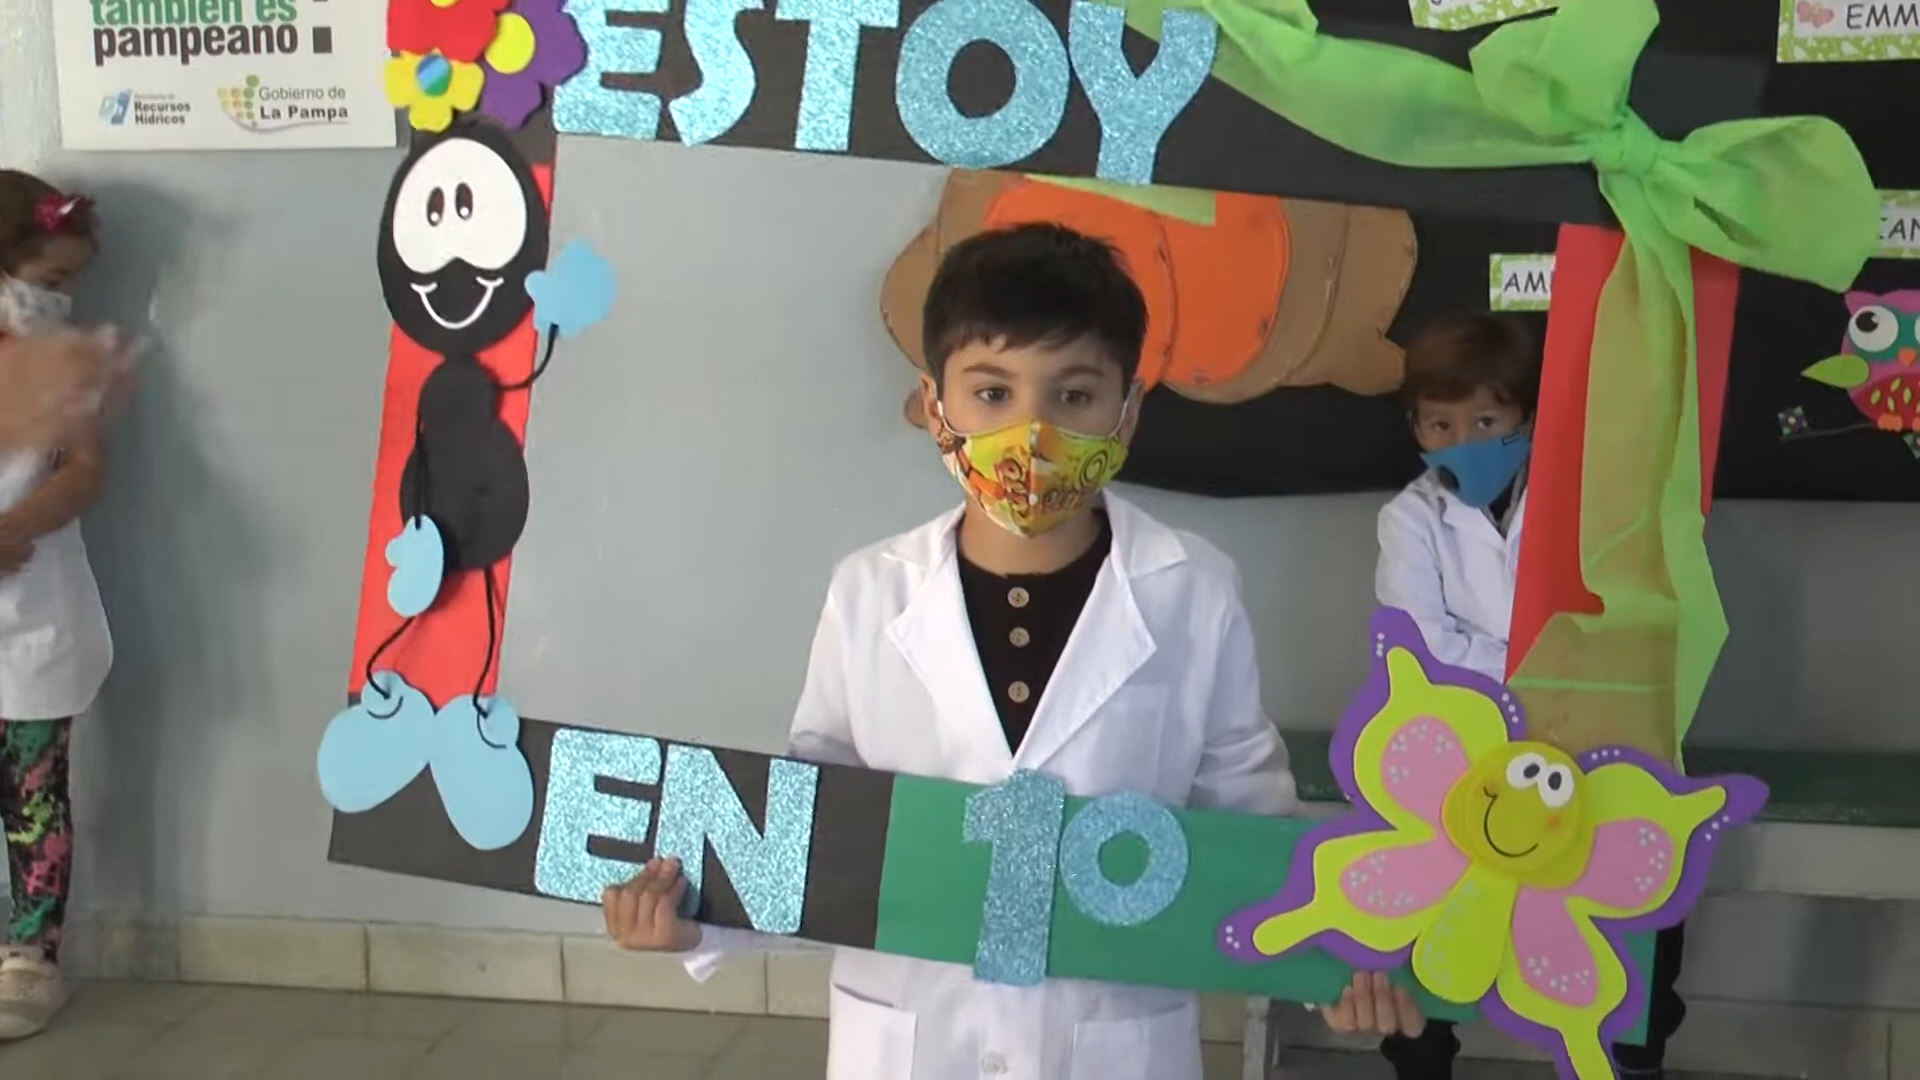 también es
pampeano
Recursos
Hídricos
Gobierno de
La Pampa
ESTOY
EN 1º
EMM
AM